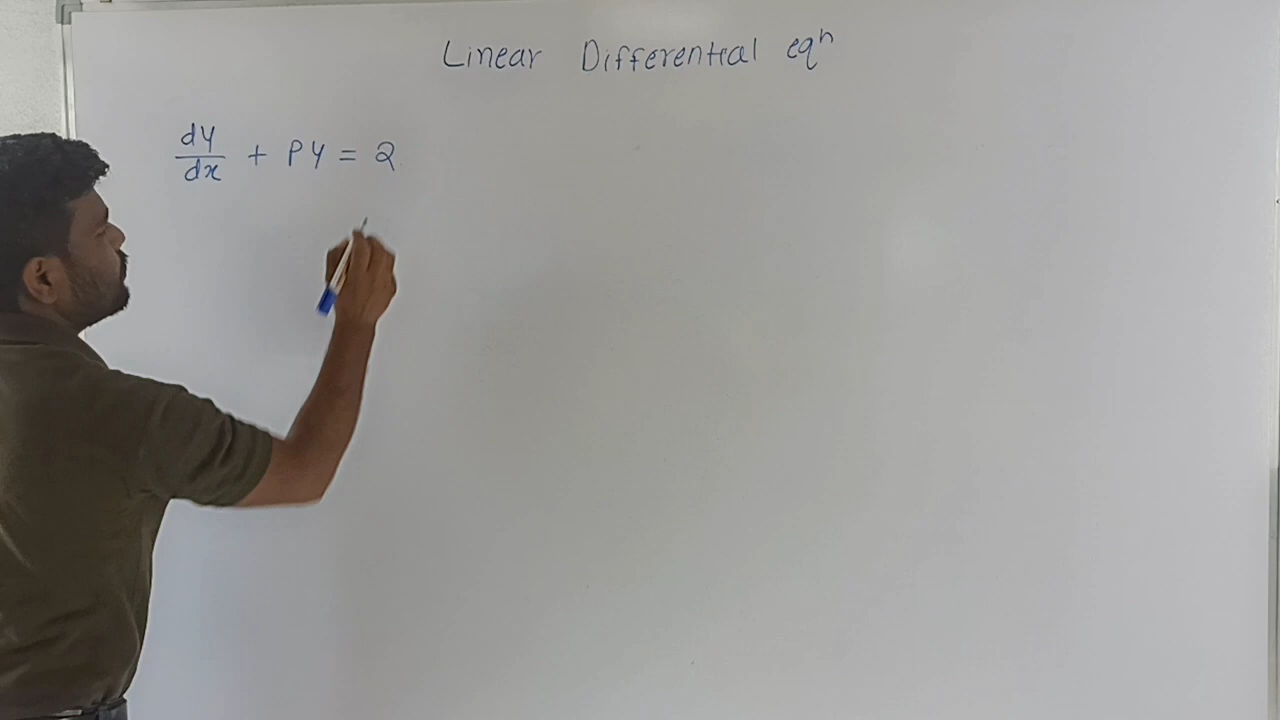 Linear Differential eqⁿ
dy/dx + Py = Q